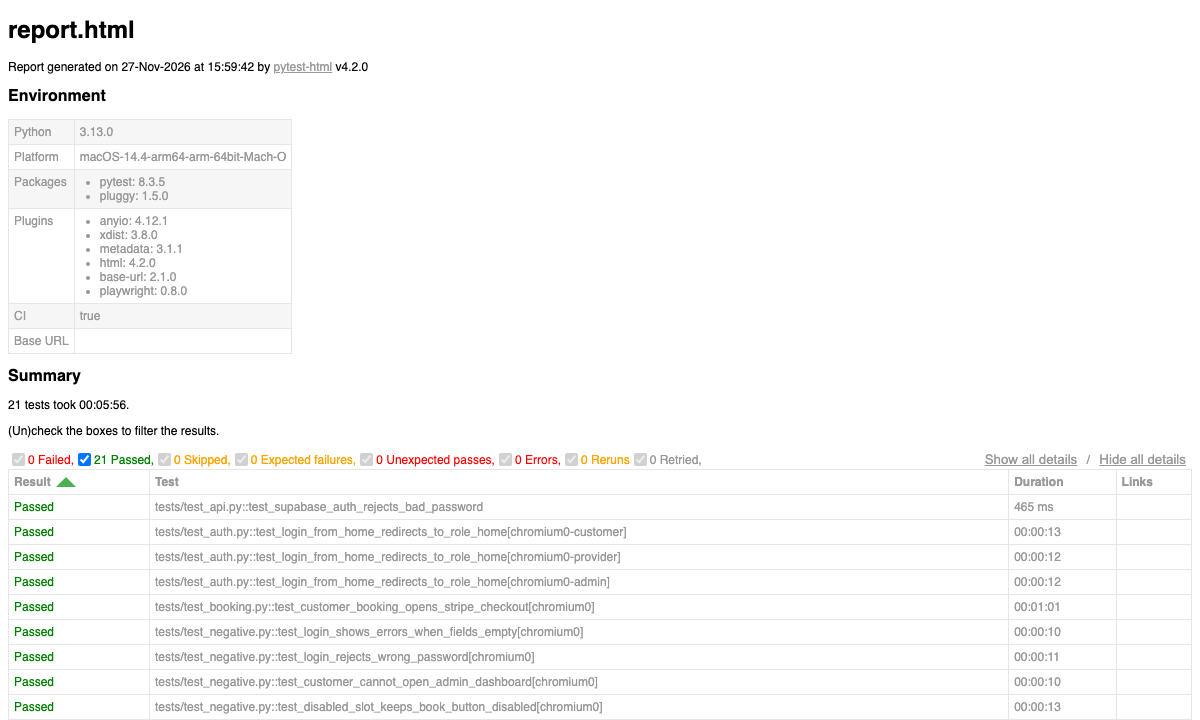 report.html
Report generated on 27-Nov-2026 at 15:59:42 by pytest-html v4.2.0
Environment
Python 3.13.0
Platform macOS-14.4-arm64-arm-64bit-Mach-O
Packages
• pytest: 8.3.5
• pluggy: 1.5.0
Plugins
• anyio: 4.12.1
• xdist: 3.8.0
• metadata: 3.1.1
• html: 4.2.0
• base-url: 2.1.0
• playwright: 0.8.0
CI true
Base URL
Summary
21 tests took 00:05:56.
(Un)check the boxes to filter the results.
0 Failed, 21 Passed, 0 Skipped, 0 Expected failures, 0 Unexpected passes, 0 Errors, 0 Reruns 0 Retried, Show all details / Hide all details
Result Test Duration Links
Passed tests/test_api.py::test_supabase_auth_rejects_bad_password 465 ms
Passed tests/test_auth.py::test_login_from_home_redirects_to_role_home[chromium0-customer] 00:00:13
Passed tests/test_auth.py::test_login_from_home_redirects_to_role_home[chromium0-provider] 00:00:12
Passed tests/test_auth.py::test_login_from_home_redirects_to_role_home[chromium0-admin] 00:00:12
Passed tests/test_booking.py::test_customer_booking_opens_stripe_checkout[chromium0] 00:01:01
Passed tests/test_negative.py::test_login_shows_errors_when_fields_empty[chromium0] 00:00:10
Passed tests/test_negative.py::test_login_rejects_wrong_password[chromium0] 00:00:11
Passed tests/test_negative.py::test_customer_cannot_open_admin_dashboard[chromium0] 00:00:10
Passed tests/test_negative.py::test_disabled_slot_keeps_book_button_disabled[chromium0] 00:00:13